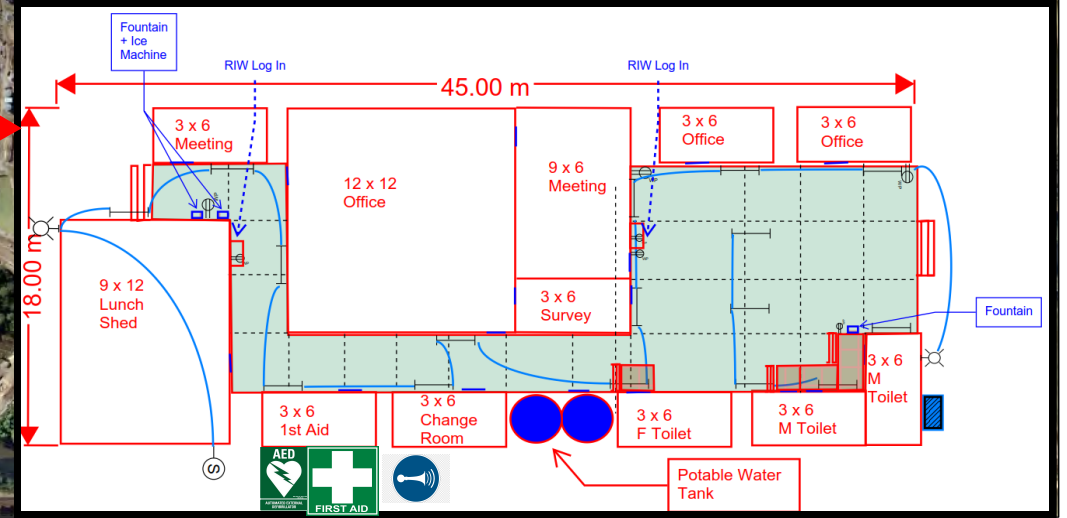 Fountain
+ Ice
Machine
RIW Log In
RIW Log In
45.00 m
3 x 6
Meeting
12 x 12
Office
9 x 6
Meeting
3 x 6
Office
3 x 6
Office
18.00 m
9 x 12
Lunch
Shed
3 x 6
Survey
Fountain
3 x 6
M
Toilet
3 x 6
1st Aid
3 x 6
Change
Room
3 x 6
F Toilet
3 x 6
M Toilet
S
AED
AUTOMATED EXTERNAL
DEFIBRILLATOR
FIRST AID
Potable Water
Tank